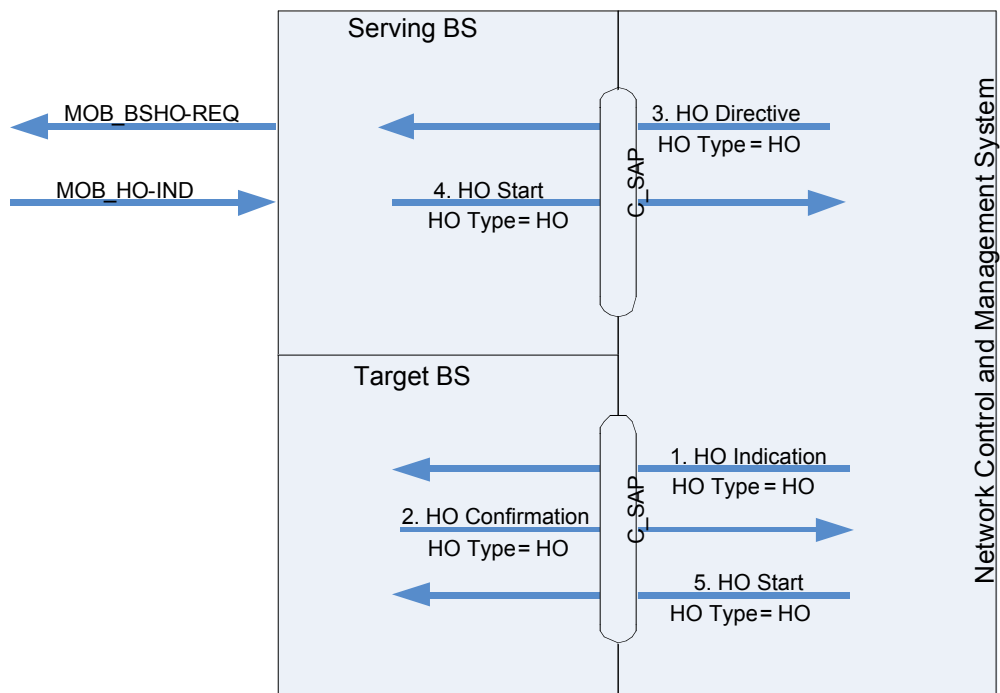 Serving BS
MOB_BSHO-REQ
3. HO Directive
HO Type = HO
MOB_HO-IND
4. HO Start
HO Type = HO
C_SAP
Network Control and Management System
Target BS
1. HO Indication
HO Type = HO
2. HO Confirmation
HO Type = HO
C_SAP
5. HO Start
HO Type = HO